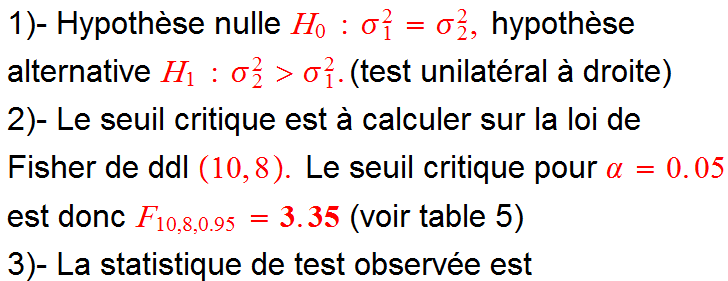 1)- Hypothèse nulle H₀ : σ₁² = σ₂², hypothèse
alternative H₁ : σ₂² > σ₁². (test unilatéral à droite)
2)- Le seuil critique est à calculer sur la loi de
Fisher de ddl (10, 8). Le seuil critique pour α = 0.05
est donc F₁₀,₈,₀.₉₅ = 3.35 (voir table 5)
3)- La statistique de test observée est